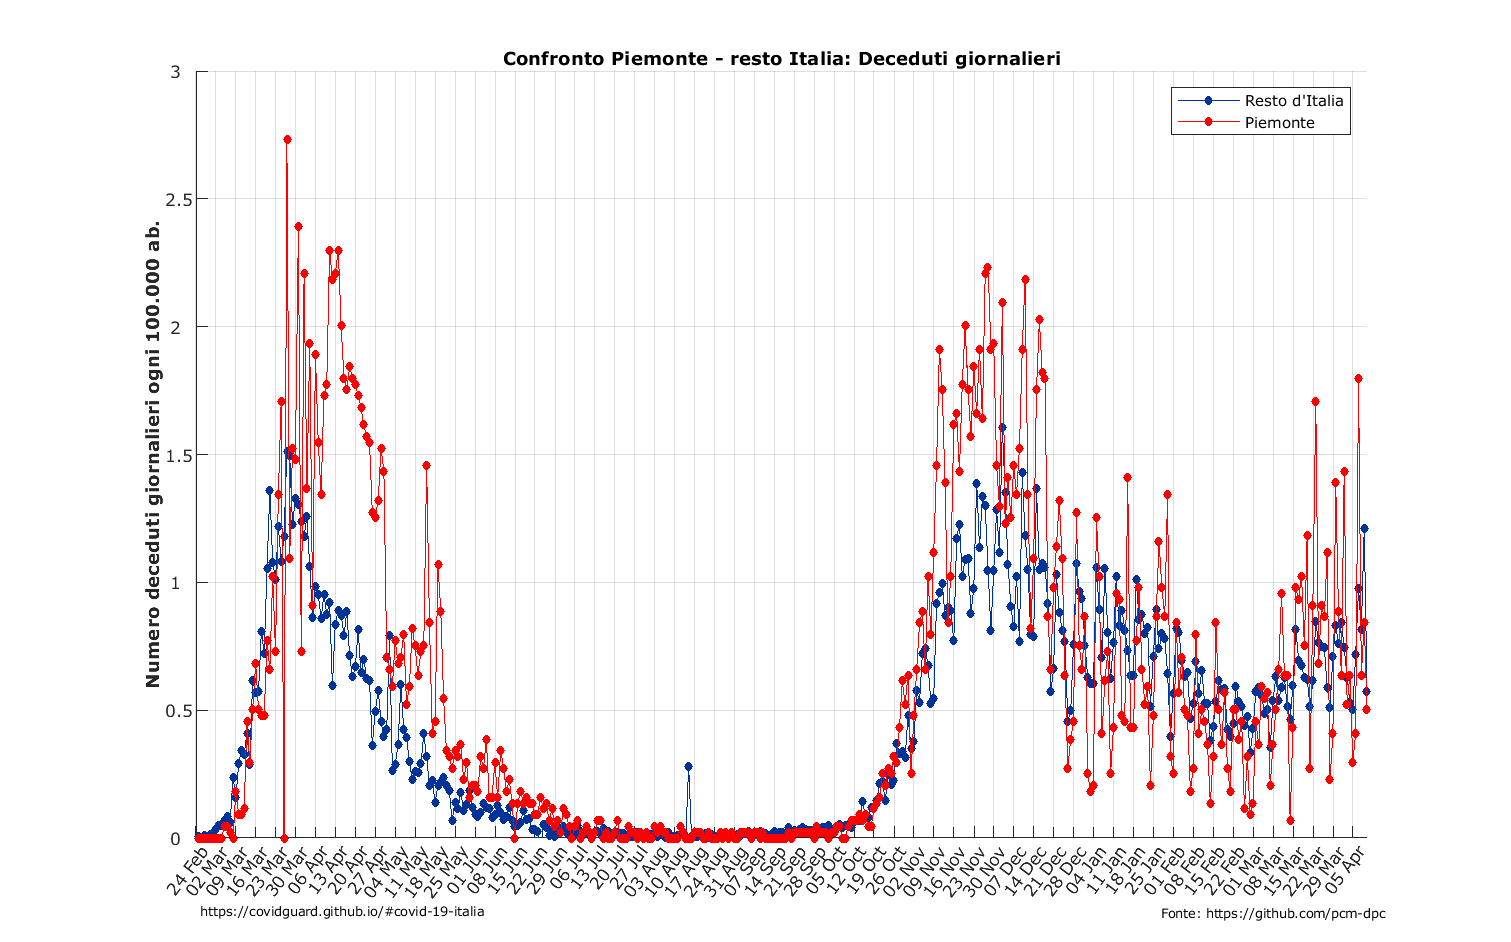 Confronto Piemonte - resto Italia: Deceduti giornalieri
Resto d'Italia
Piemonte
Numero deceduti giornalieri ogni 100.000 ab.
3
2.5
2
1.5
1
0.5
0
24 Feb
02 Mar
09 Mar
16 Mar
23 Mar
30 Mar
06 Apr
13 Apr
20 Apr
27 Apr
04 May
11 May
18 May
25 May
01 Jun
08 Jun
15 Jun
22 Jun
29 Jun
06 Jul
13 Jul
20 Jul
27 Jul
03 Aug
10 Aug
17 Aug
24 Aug
31 Aug
07 Sep
14 Sep
21 Sep
28 Sep
05 Oct
12 Oct
19 Oct
26 Oct
02 Nov
09 Nov
16 Nov
23 Nov
30 Nov
07 Dec
14 Dec
21 Dec
28 Dec
04 Jan
11 Jan
18 Jan
25 Jan
01 Feb
08 Feb
15 Feb
22 Feb
01 Mar
08 Mar
15 Mar
22 Mar
29 Mar
05 Apr
https://covidguard.github.io/#covid-19-italia
Fonte: https://github.com/pcm-dpc